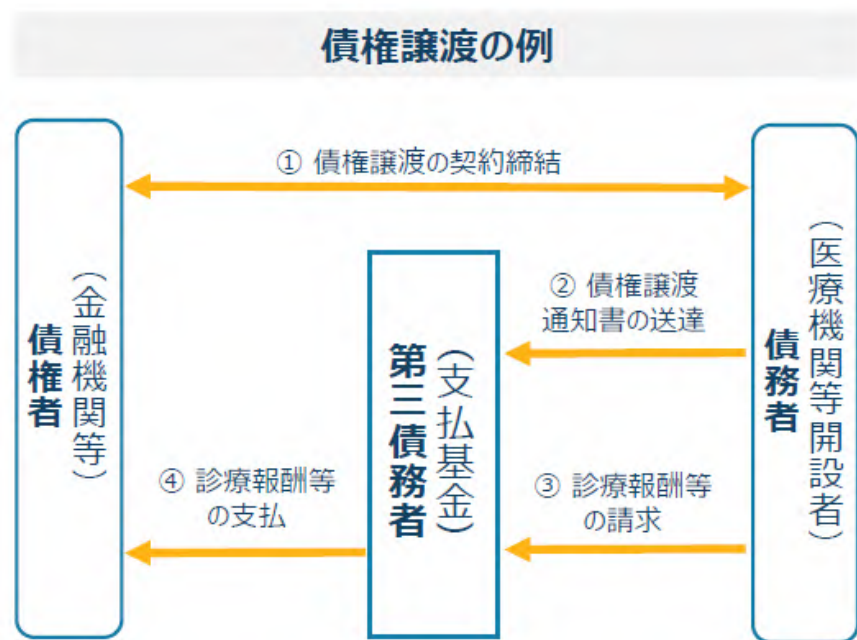 債権譲渡の例
① 債権譲渡の契約締結
債権者
（金融機関等）
第三債務者
（支払基金）
② 債権譲渡
通知書の送達
債務者
（医療機関等開設者）
④ 診療報酬等
の支払
③ 診療報酬等
の請求